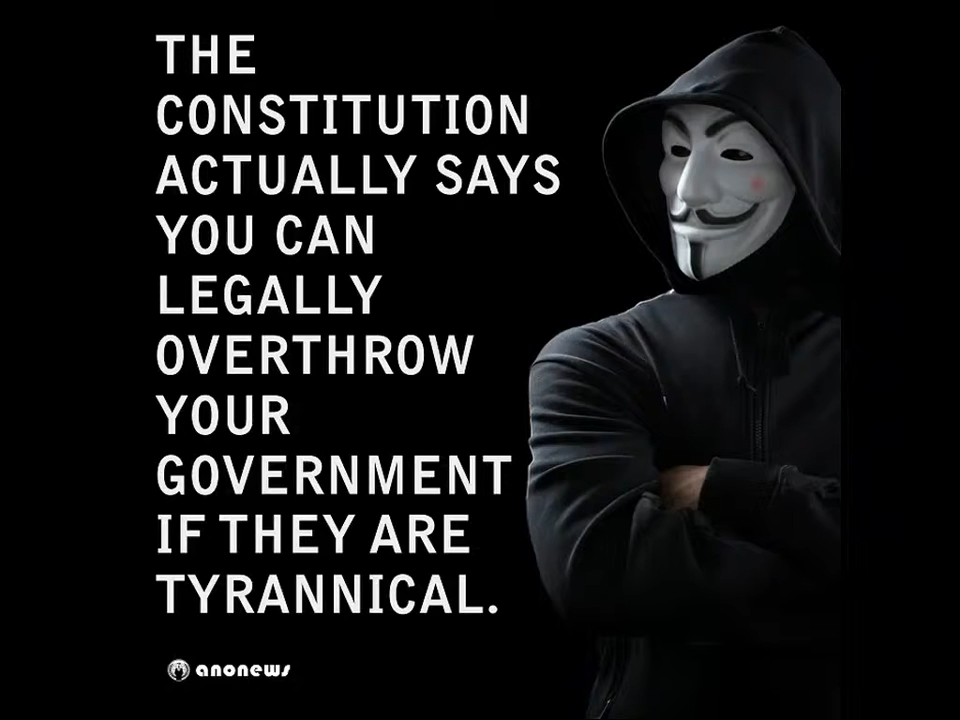 THE
CONSTITUTION
ACTUALLY SAYS
YOU CAN
LEGALLY
OVERTHROW
YOUR
GOVERNMENT
IF THEY ARE
TYRANNICAL.
anonews